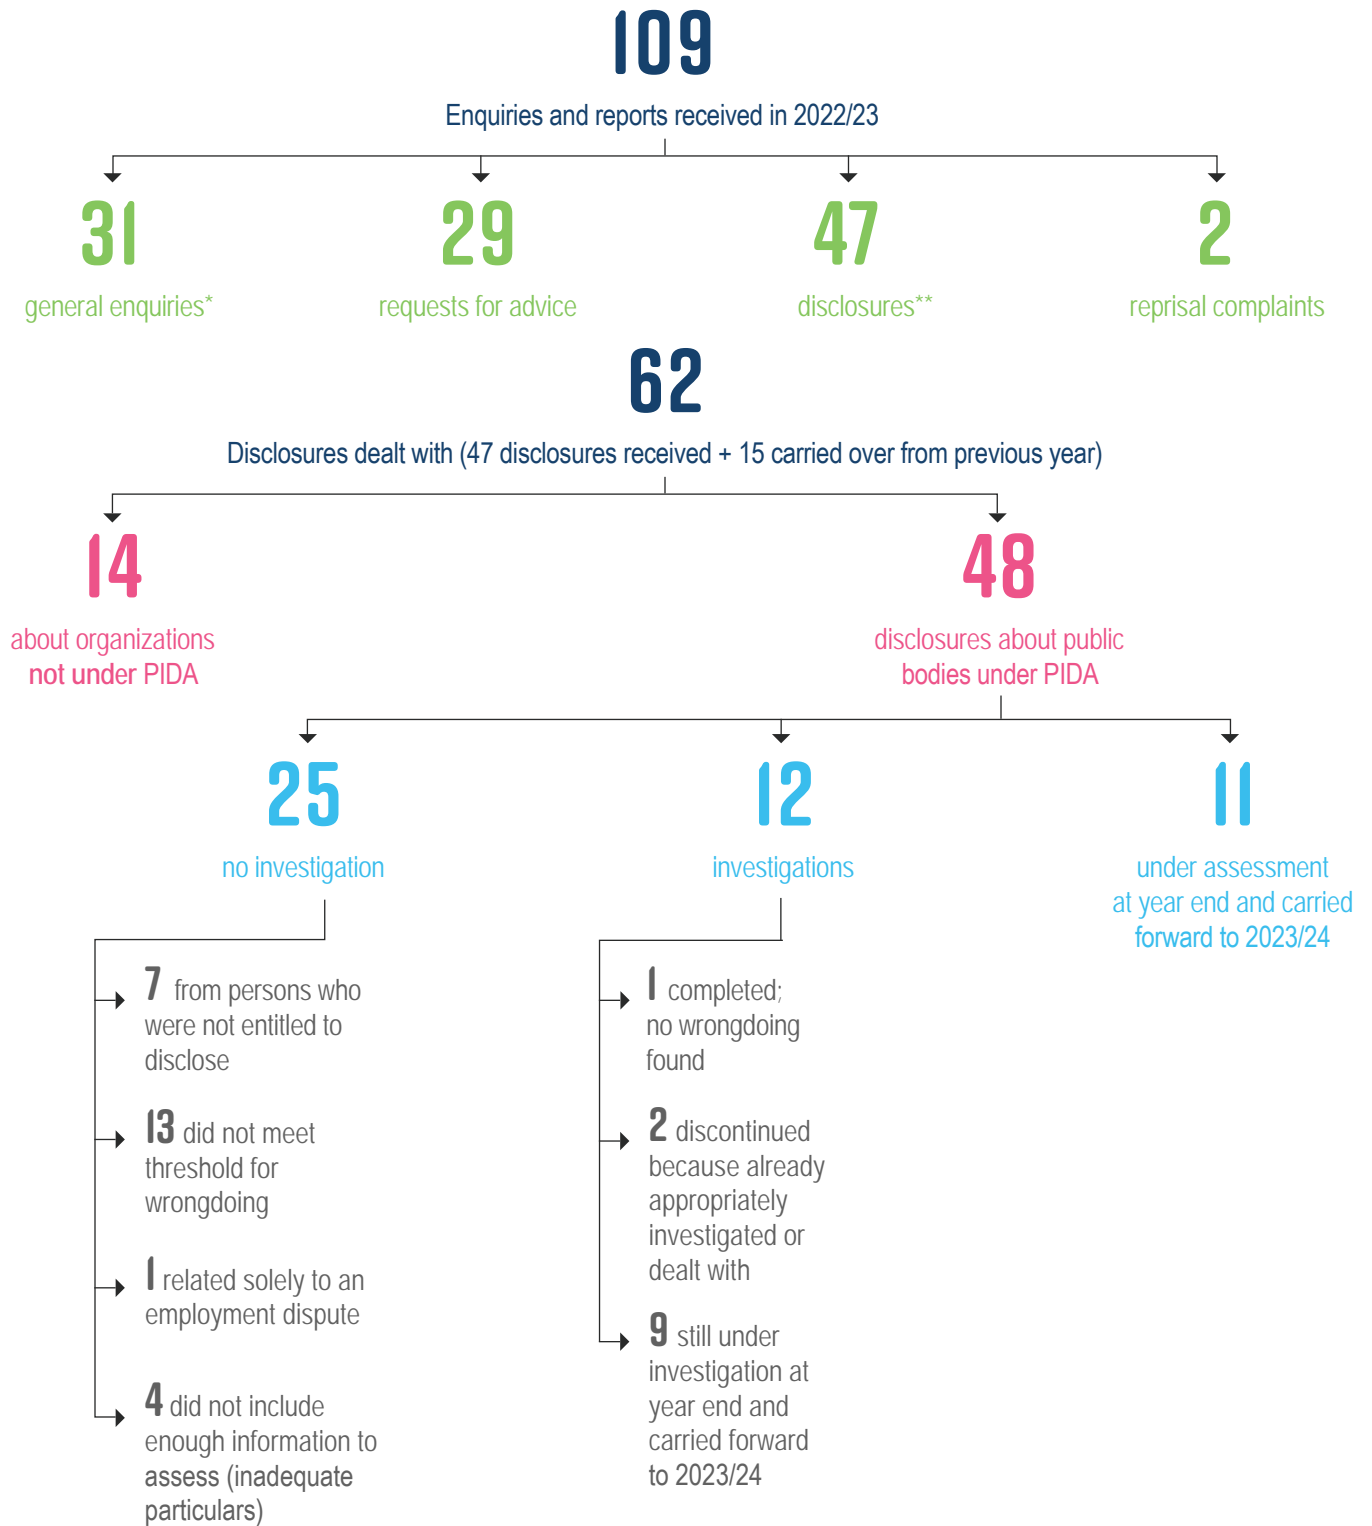 109
Enquiries and reports received in 2022/23
31
general enquiries*
29
requests for advice
47
disclosures**
2
reprisal complaints
62
Disclosures dealt with (47 disclosures received + 15 carried over from previous year)
14
about organizations
not under PIDA
48
disclosures about public
bodies under PIDA
25
no investigation
12
investigations
11
under assessment
at year end and carried
forward to 2023/24
7 from persons who
were not entitled to
disclose
13 did not meet
threshold for
wrongdoing
1 related solely to an
employment dispute
4 did not include
enough information to
assess (inadequate
particulars)
1 completed;
no wrongdoing
found
2 discontinued
because already
appropriately
investigated or
dealt with
9 still under
investigation at
year end and
carried forward
to 2023/24